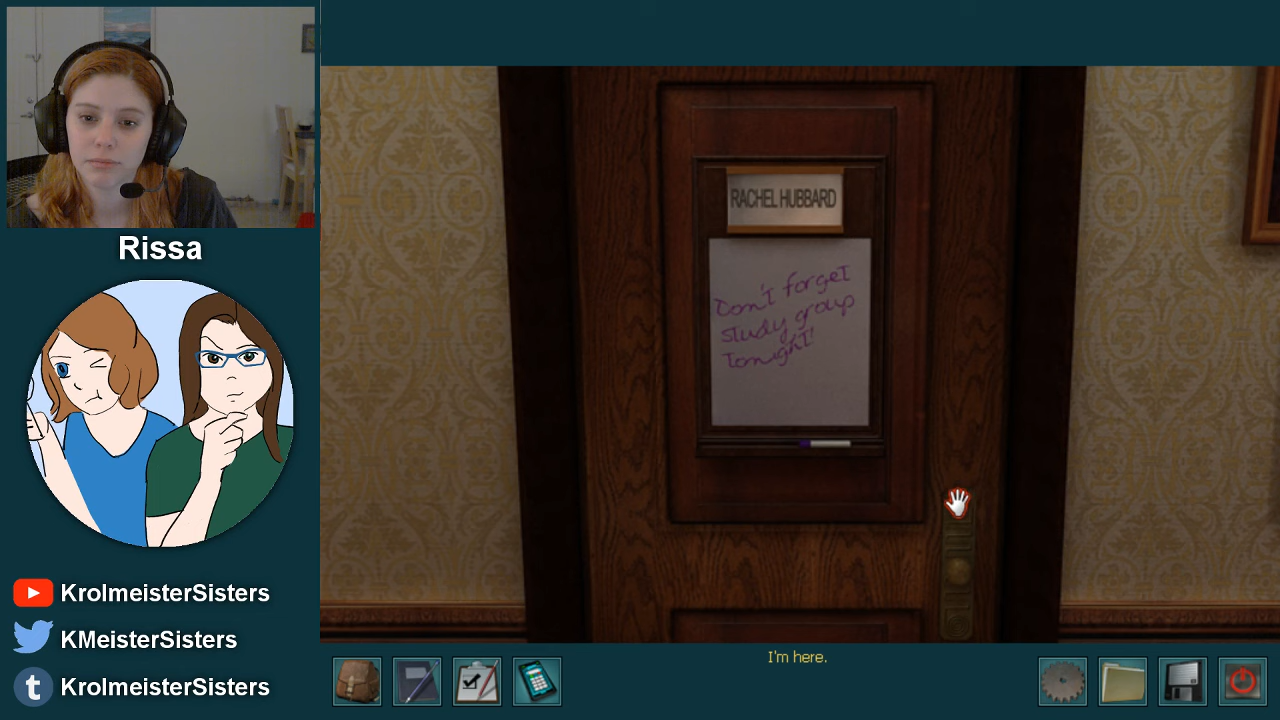 Rissa
KrolmeisterSisters
KMeisterSisters
KrolmeisterSisters
RACHEL HUBBARD
Don't forget
study group
Tonight!
I'm here.